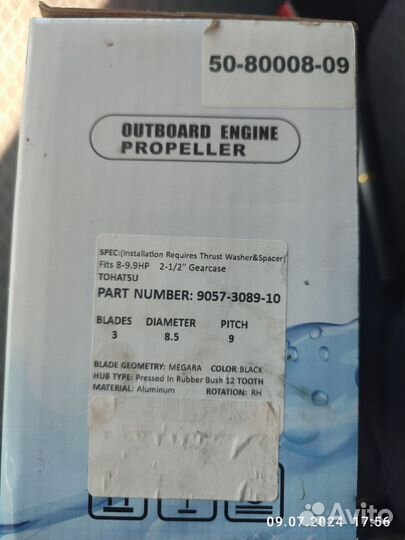 50-80008-09
OUTBOARD ENGINE
PROPELLER
SPEC:(Installation Requires Thrust Washer&Spacer)
Fits 8-9.9HP 2-1/2" Gearcase
TOHATSU
PART NUMBER: 9057-3089-10
BLADES DIAMETER PITCH
3 8.5 9
BLADE GEOMETRY: MEGARA COLOR:BLACK
HUB TYPE: Pressed In Rubber Bush 12 TOOTH
MATERIAL: Aluminum ROTATION: RH
09.07.2024 17:56
Avito